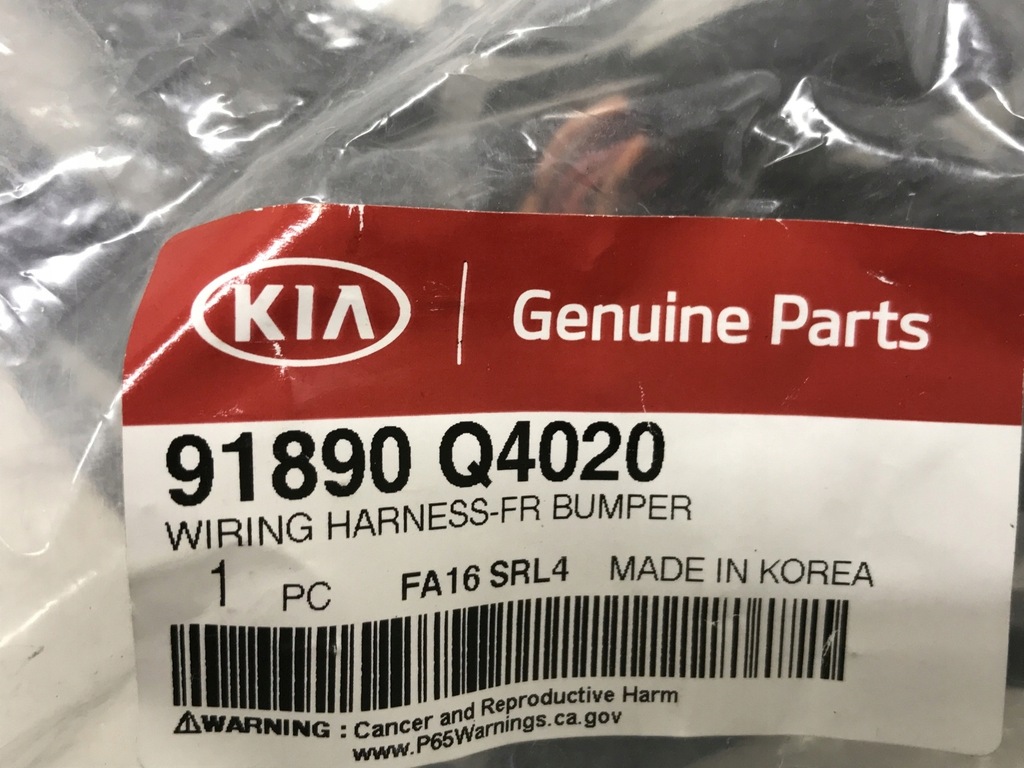 KIA | Genuine Parts
91890 Q4020
WIRING HARNESS-FR BUMPER
1 PC FA16 SRL4 MADE IN KOREA
⚠WARNING : Cancer and Reproductive Harm
www.P65Warnings.ca.gov